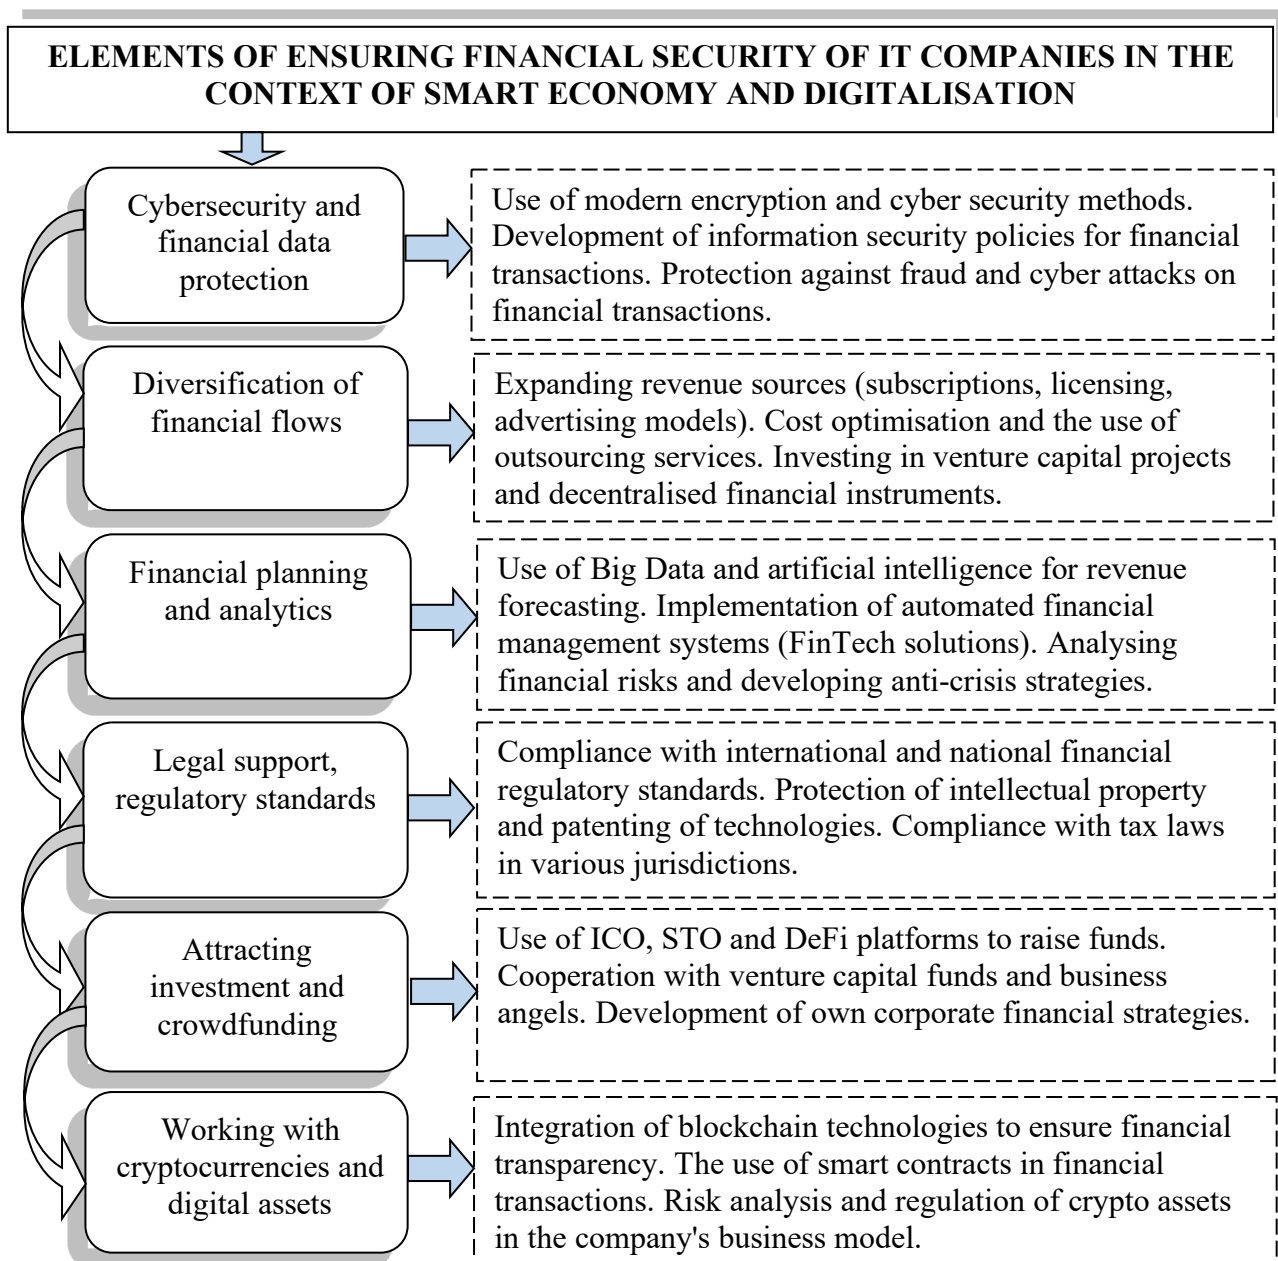 ELEMENTS OF ENSURING FINANCIAL SECURITY OF IT COMPANIES IN THE
CONTEXT OF SMART ECONOMY AND DIGITALISATION
Cybersecurity and
financial data
protection
Use of modern encryption and cyber security methods.
Development of information security policies for financial
transactions. Protection against fraud and cyber attacks on
financial transactions.
Diversification of
financial flows
Expanding revenue sources (subscriptions, licensing,
advertising models). Cost optimisation and the use of
outsourcing services. Investing in venture capital projects
and decentralised financial instruments.
Financial planning
and analytics
Use of Big Data and artificial intelligence for revenue
forecasting. Implementation of automated financial
management systems (FinTech solutions). Analysing
financial risks and developing anti-crisis strategies.
Legal support,
regulatory standards
Compliance with international and national financial
regulatory standards. Protection of intellectual property
and patenting of technologies. Compliance with tax laws
in various jurisdictions.
Attracting
investment and
crowdfunding
Use of ICO, STO and DeFi platforms to raise funds.
Cooperation with venture capital funds and business
angels. Development of own corporate financial strategies.
Working with
cryptocurrencies and
digital assets
Integration of blockchain technologies to ensure financial
transparency. The use of smart contracts in financial
transactions. Risk analysis and regulation of crypto assets
in the company's business model.